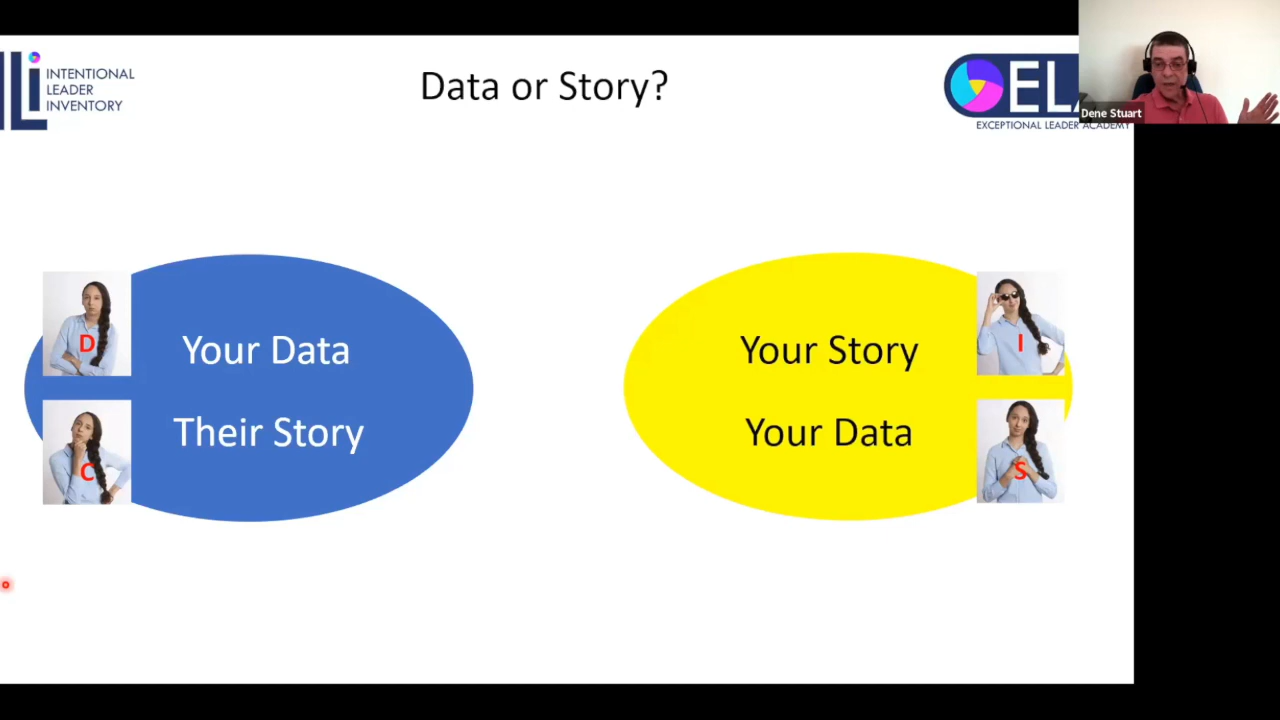 INTENTIONAL
LEADER
INVENTORY
Data or Story?
EXCEPTIONAL LEADER ACADEMY
Dene Stuart
D
Your Data
C
Their Story
Your Story
I
Your Data
S